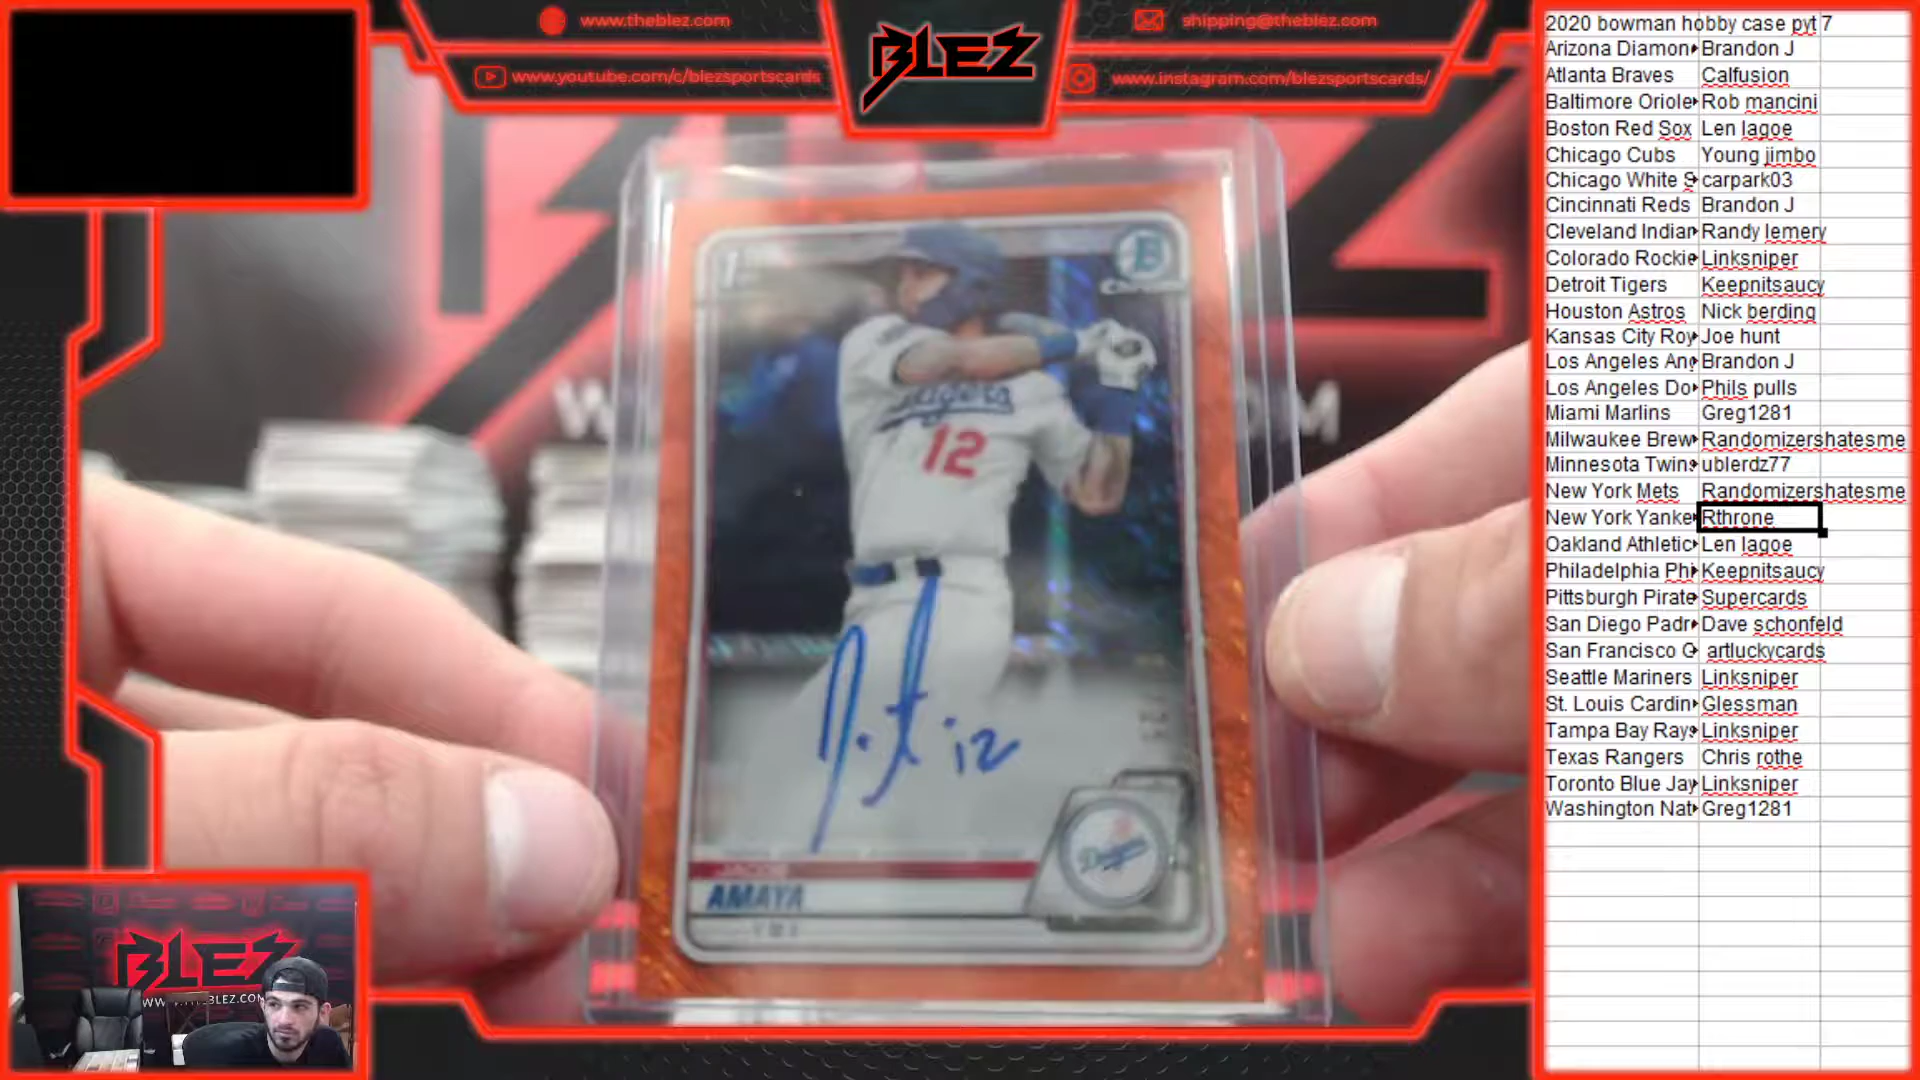 www.theblez.com
BLEZ
shipping@theblez.com
www.youtube.com/c/blezsportscards
www.instagram.com/blezsportscards/
2020 bowman hobby case pyt 7
Arizona Diamon Brandon J
Atlanta Braves Calfusion
Baltimore Oriole Rob mancini
Boston Red Sox Len lagoe
Chicago Cubs Young jimbo
Chicago White S carpark03
Cincinnati Reds Brandon J
Cleveland Indian Randy lemery
Colorado Rockie Linksniper
Detroit Tigers Keepnitsaucy
Houston Astros Nick berding
Kansas City Roy Joe hunt
Los Angeles Ang Brandon J
Los Angeles Do Phils pulls
Miami Marlins Greg1281
Milwaukee Brew Randomizershatesme
Minnesota Twins ublerdz77
New York Mets Randomizershatesme
New York Yanke Rthrone
Oakland Athletic Len lagoe
Philadelphia Phi Keepnitsaucy
Pittsburgh Pirate Supercards
San Diego Padr Dave schonfeld
San Francisco G artluckycards
Seattle Mariners Linksniper
St. Louis Cardin Glessman
Tampa Bay Rays Linksniper
Texas Rangers Chris rothe
Toronto Blue Jay Linksniper
Washington Nat Greg1281
1st
B
Dodgers
12
12
JACOB
AMAYA
Dodgers
BLEZ